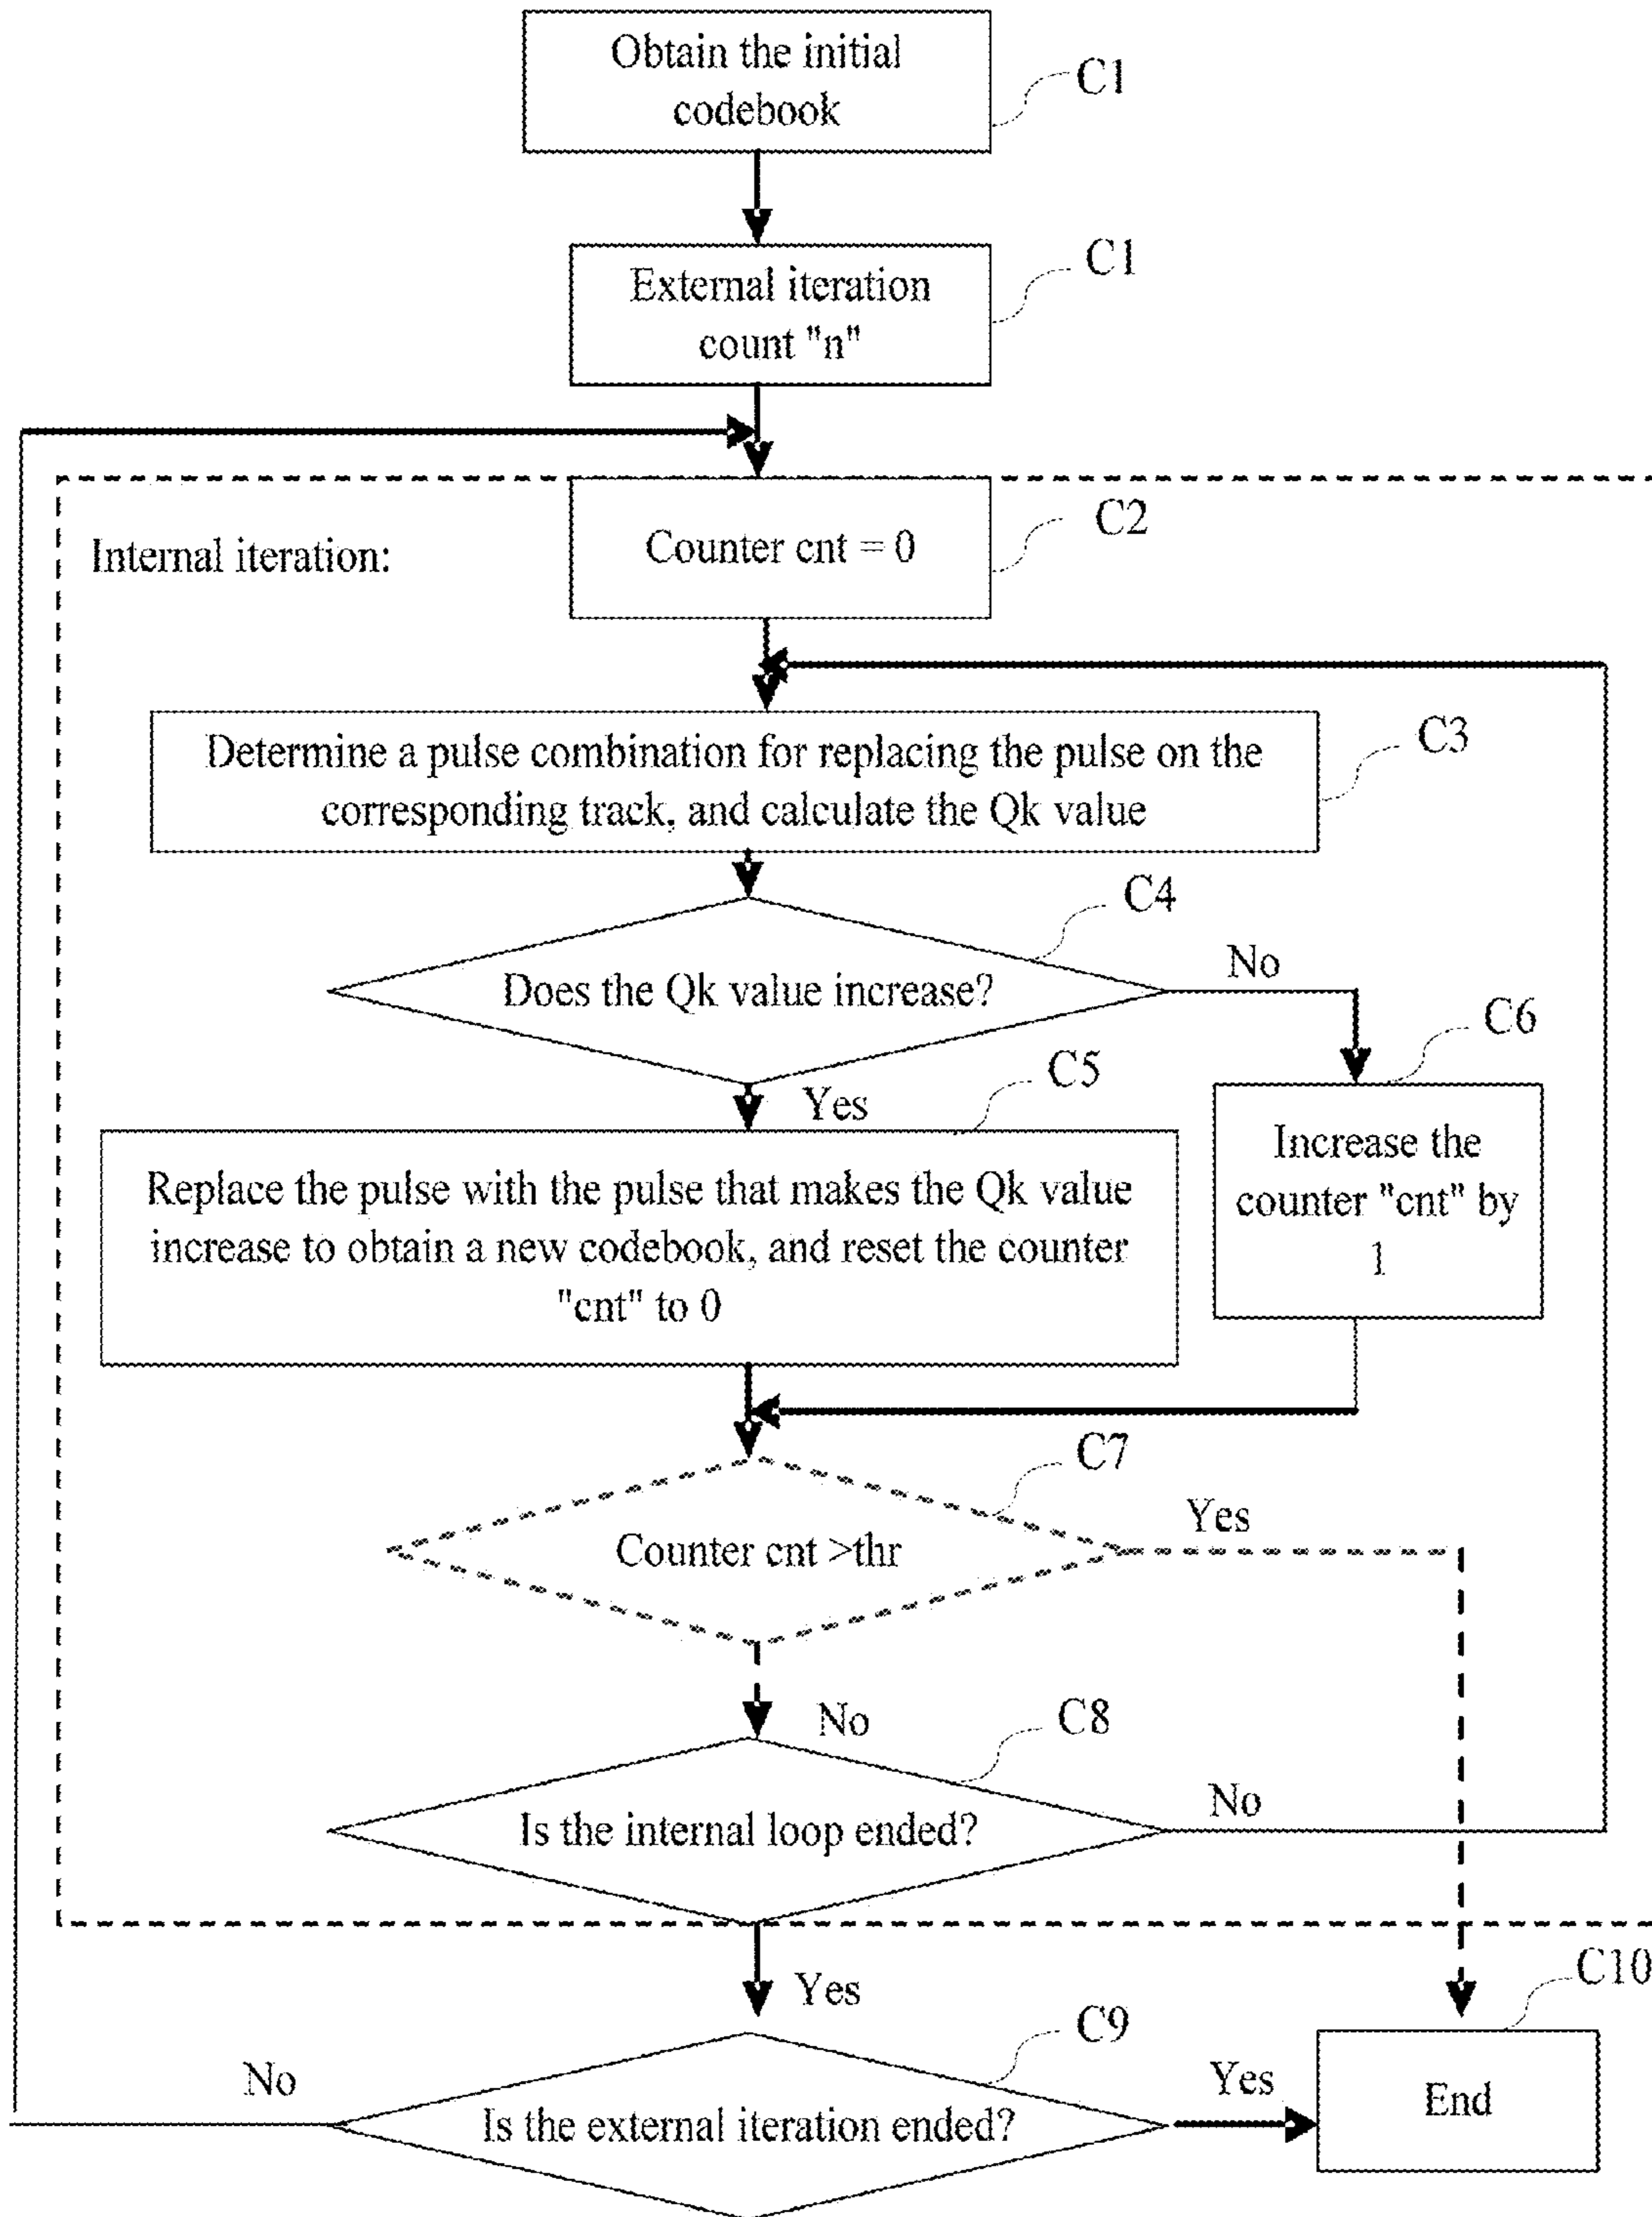 Obtain the initial
codebook
C1
External iteration
count "n"
C1
Internal iteration:
Counter cnt = 0
C2
Determine a pulse combination for replacing the pulse on the
corresponding track, and calculate the Qk value
C3
Does the Qk value increase?
C4
No
Yes
C5
C6
Replace the pulse with the pulse that makes the Qk value
increase to obtain a new codebook, and reset the counter
"cnt" to 0
Increase the
counter "cnt" by
1
Counter cnt >thr
C7
Yes
No
C8
Is the internal loop ended?
No
Yes
C9
C10
Is the external iteration ended?
No
Yes
End